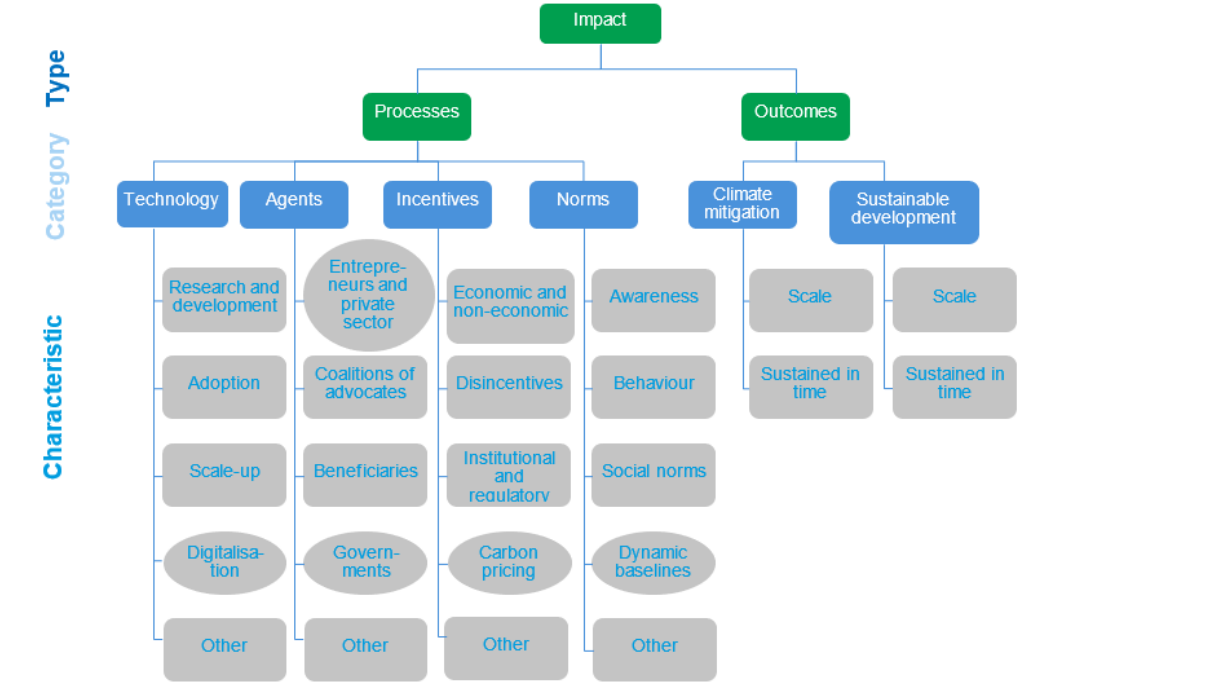 Impact
Type
Processes
Outcomes
Category
Technology
Agents
Incentives
Norms
Climate
mitigation
Sustainable
development
Characteristic
Research and
development
Entrepre-
neurs and
private
sector
Economic and
non-economic
Awareness
Scale
Scale
Adoption
Coalitions of
advocates
Disincentives
Behaviour
Sustained in
time
Sustained in
time
Scale-up
Beneficiaries
Institutional
and
regulatory
Social norms
Digitalisa-
tion
Govern-
ments
Carbon
pricing
Dynamic
baselines
Other
Other
Other
Other